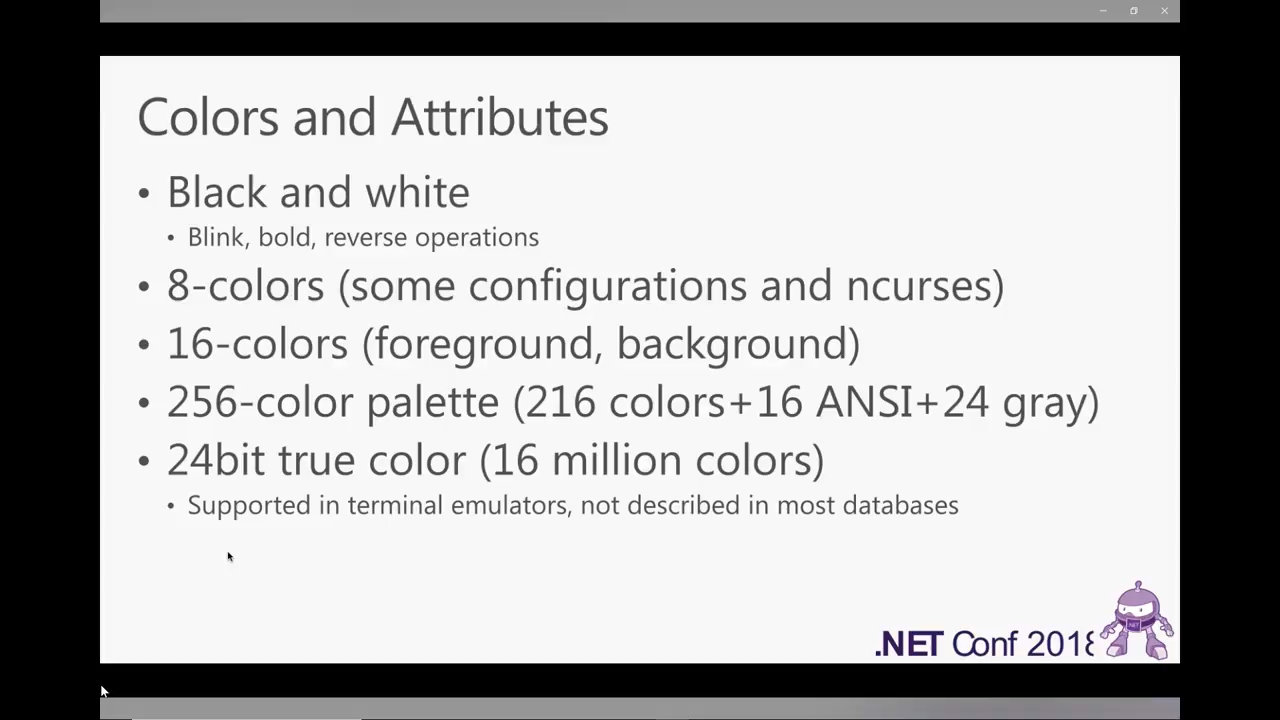 Colors and Attributes
• Black and white
• Blink, bold, reverse operations
• 8-colors (some configurations and ncurses)
• 16-colors (foreground, background)
• 256-color palette (216 colors+16 ANSI+24 gray)
• 24bit true color (16 million colors)
• Supported in terminal emulators, not described in most databases
.NET
.NET Conf 2018